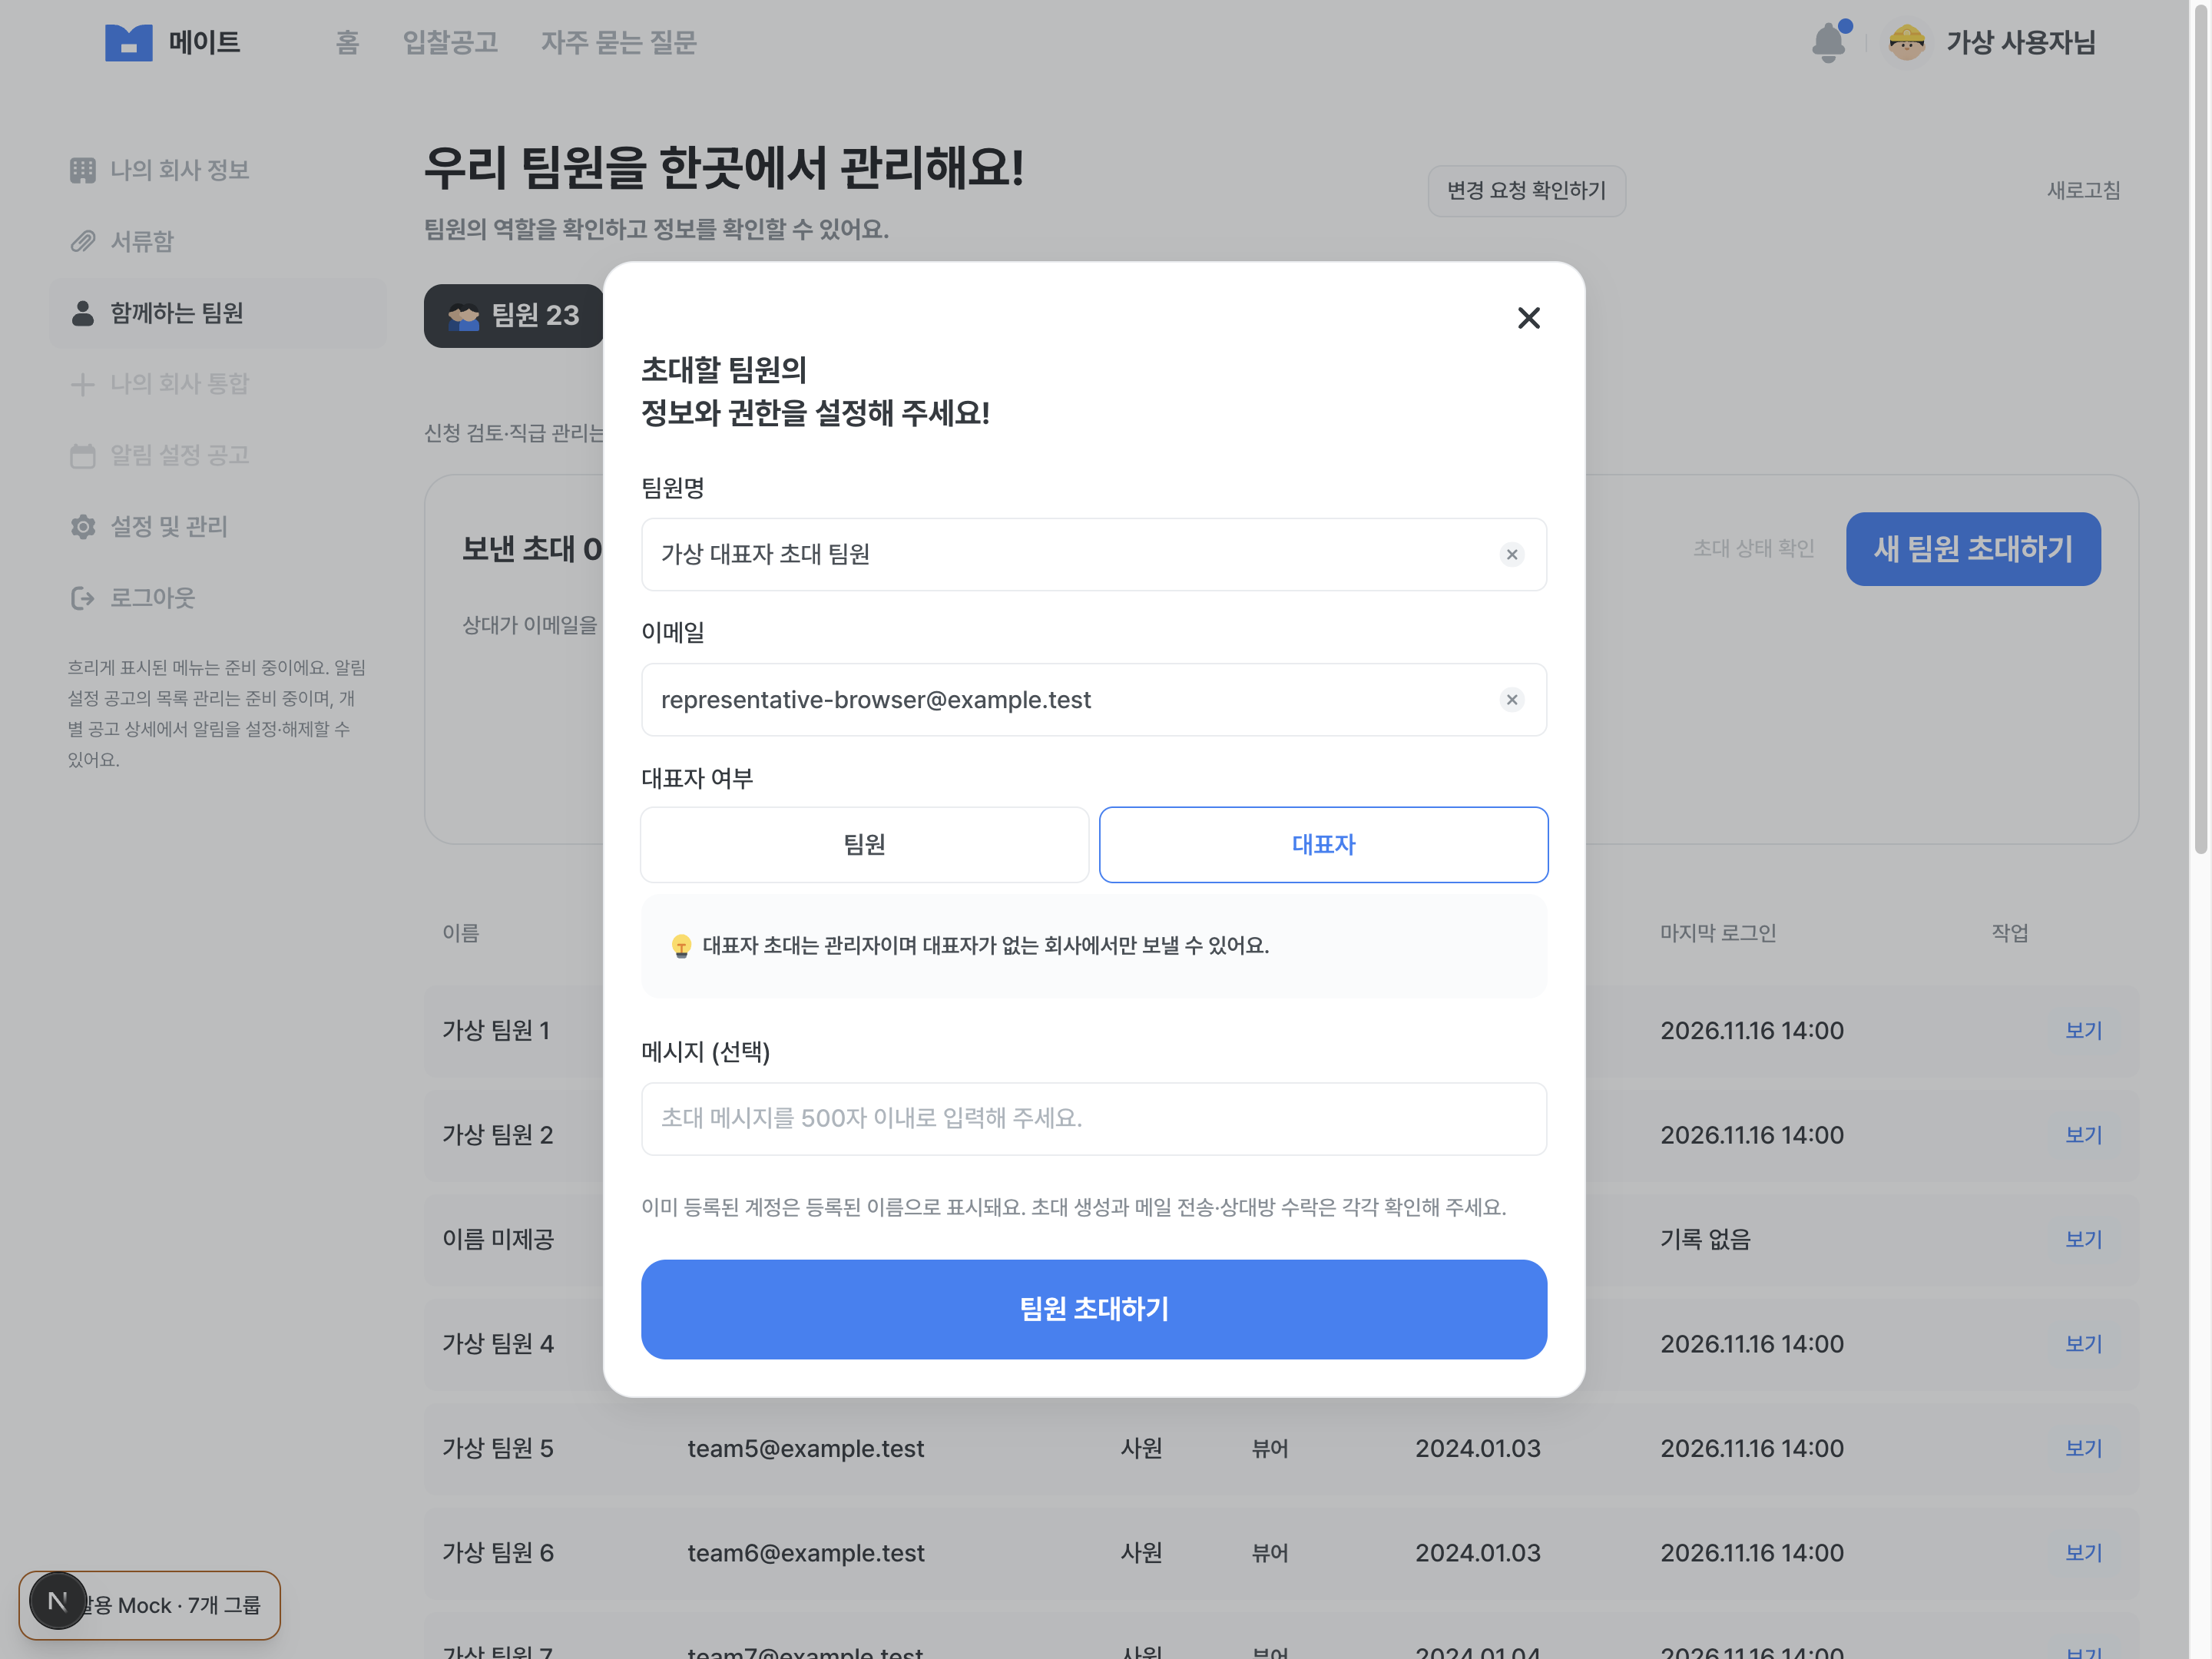 메이트
홈
입찰공고
자주 묻는 질문
가상 사용자님
나의 회사 정보
서류함
함께하는 팀원
나의 회사 통합
알림 설정 공고
설정 및 관리
로그아웃
흐리게 표시된 메뉴는 준비 중이에요. 알림
설정 공고의 목록 관리는 준비 중이며, 개
별 공고 상세에서 알림을 설정·해제할 수
있어요.
우리 팀원을 한곳에서 관리해요!
팀원의 역할을 확인하고 정보를 확인할 수 있어요.
변경 요청 확인하기
새로고침
팀원 23
신청 검토·직급 관리는
보낸 초대 0
초대 상태 확인
새 팀원 초대하기
상대가 이메일을
초대할 팀원의
정보와 권한을 설정해 주세요!
팀원명
가상 대표자 초대 팀원
이메일
representative-browser@example.test
대표자 여부
팀원
대표자
대표자 초대는 관리자이며 대표자가 없는 회사에서만 보낼 수 있어요.
메시지 (선택)
초대 메시지를 500자 이내로 입력해 주세요.
이미 등록된 계정은 등록된 이름으로 표시돼요. 초대 생성과 메일 전송·상대방 수락은 각각 확인해 주세요.
팀원 초대하기
이름 마지막 로그인 작업
가상 팀원 1 2026.11.16 14:00 보기
가상 팀원 2 2026.11.16 14:00 보기
이름 미제공 기록 없음 보기
가상 팀원 4 2026.11.16 14:00 보기
가상 팀원 5 team5@example.test 사원 뷰어 2024.01.03 2026.11.16 14:00 보기
가상 팀원 6 team6@example.test 사원 뷰어 2024.01.03 2026.11.16 14:00 보기
가상 팀원 7 team7@example.test 사원 뷰어 2024.01.04 2026.11.16 14:00 보기
N
Mock · 7개 그룹